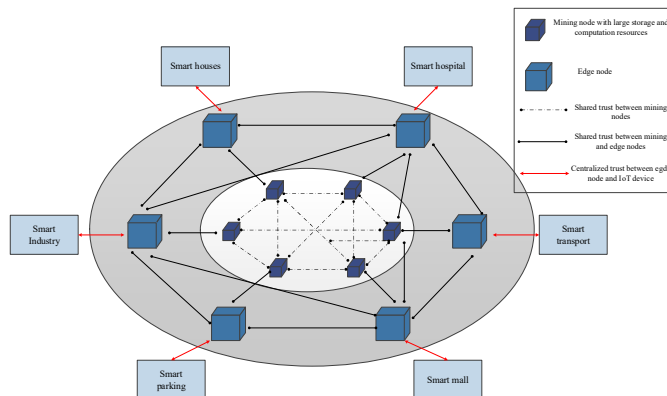 Smart houses
Smart hospital
Smart
Industry
Smart
transport
Smart
parking
Smart mall
Mining node with large storage and
computation resources
Edge node
Shared trust between mining
nodes
Shared trust between mining
and edge nodes
Centralized trust between egd
node and IoT device